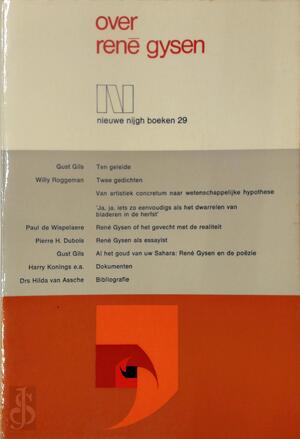 over
renē gysen
nieuwe nijgh boeken 29
Gust Gils Ten geleide
Willy Roggeman Twee gedichten
Van artistiek concretum naar wetenschappelijke hypothese
'Ja, ja, iets zo eenvoudigs als het dwarrelen van
bladeren in de herfst'
Paul de Wispelaere René Gysen of het gevecht met de realiteit
Pierre H. Dubois René Gysen als essayist
Gust Gils Al het goud van uw Sahara: René Gysen en de poëzie
Harry Konings e.a. Dokumenten
Drs Hilda van Assche Bibliografie